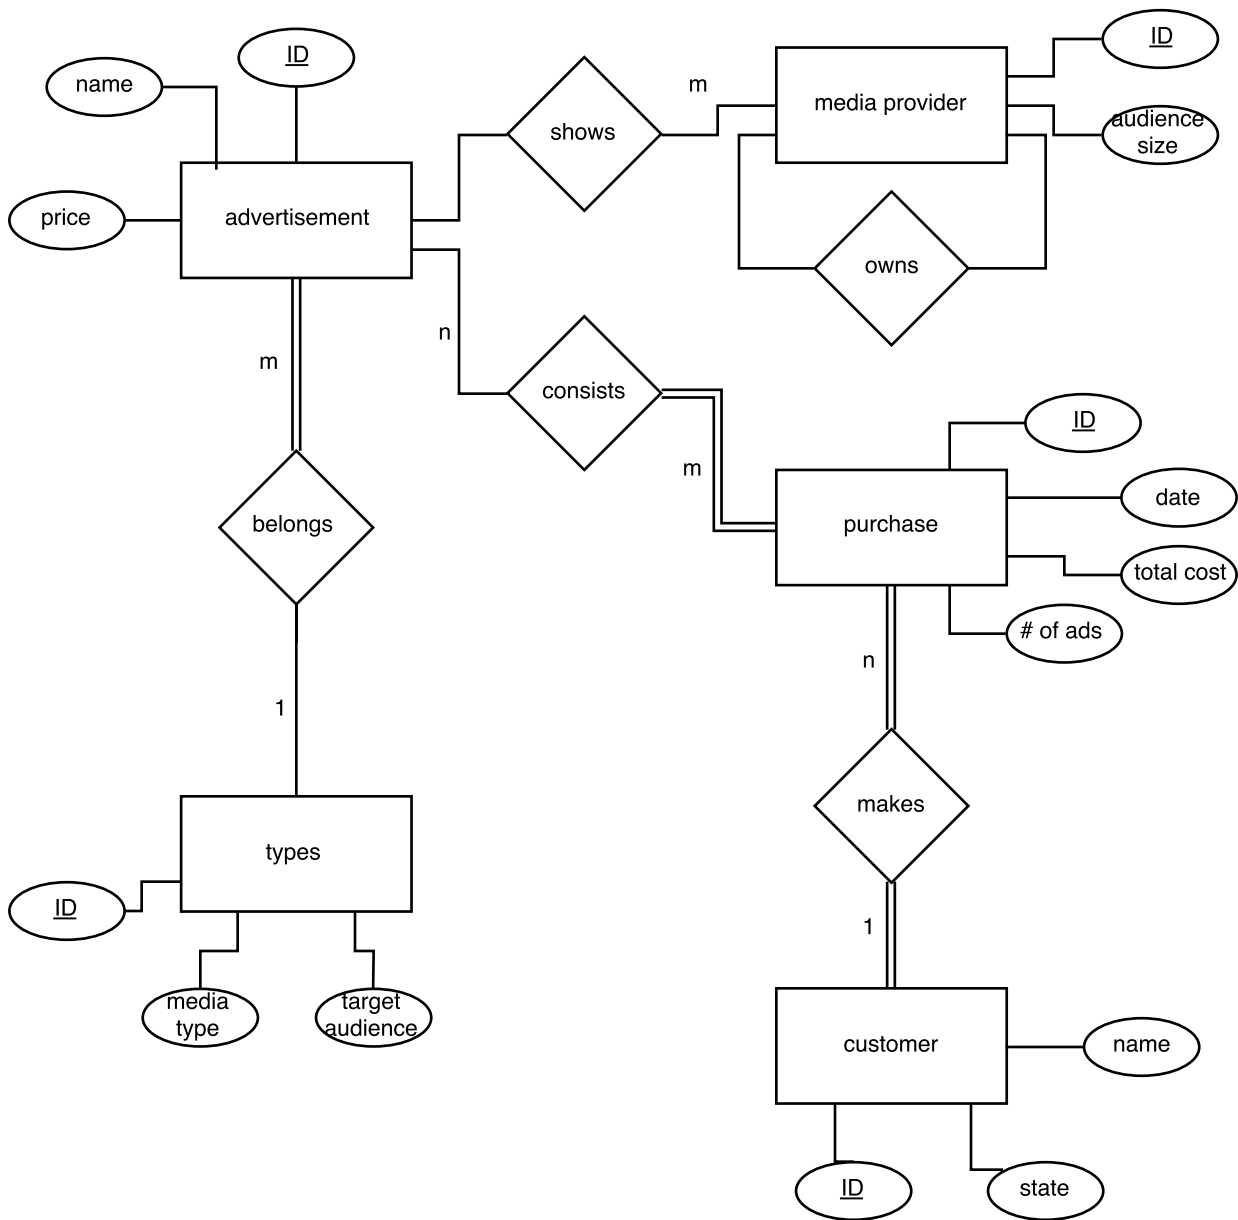 ID
ID
name
m
media provider
shows
audience
size
price
advertisement
owns
n
m
consists
ID
m
date
belongs
purchase
total cost
# of ads
n
1
makes
types
ID
1
media
type
target
audience
customer
name
ID
state